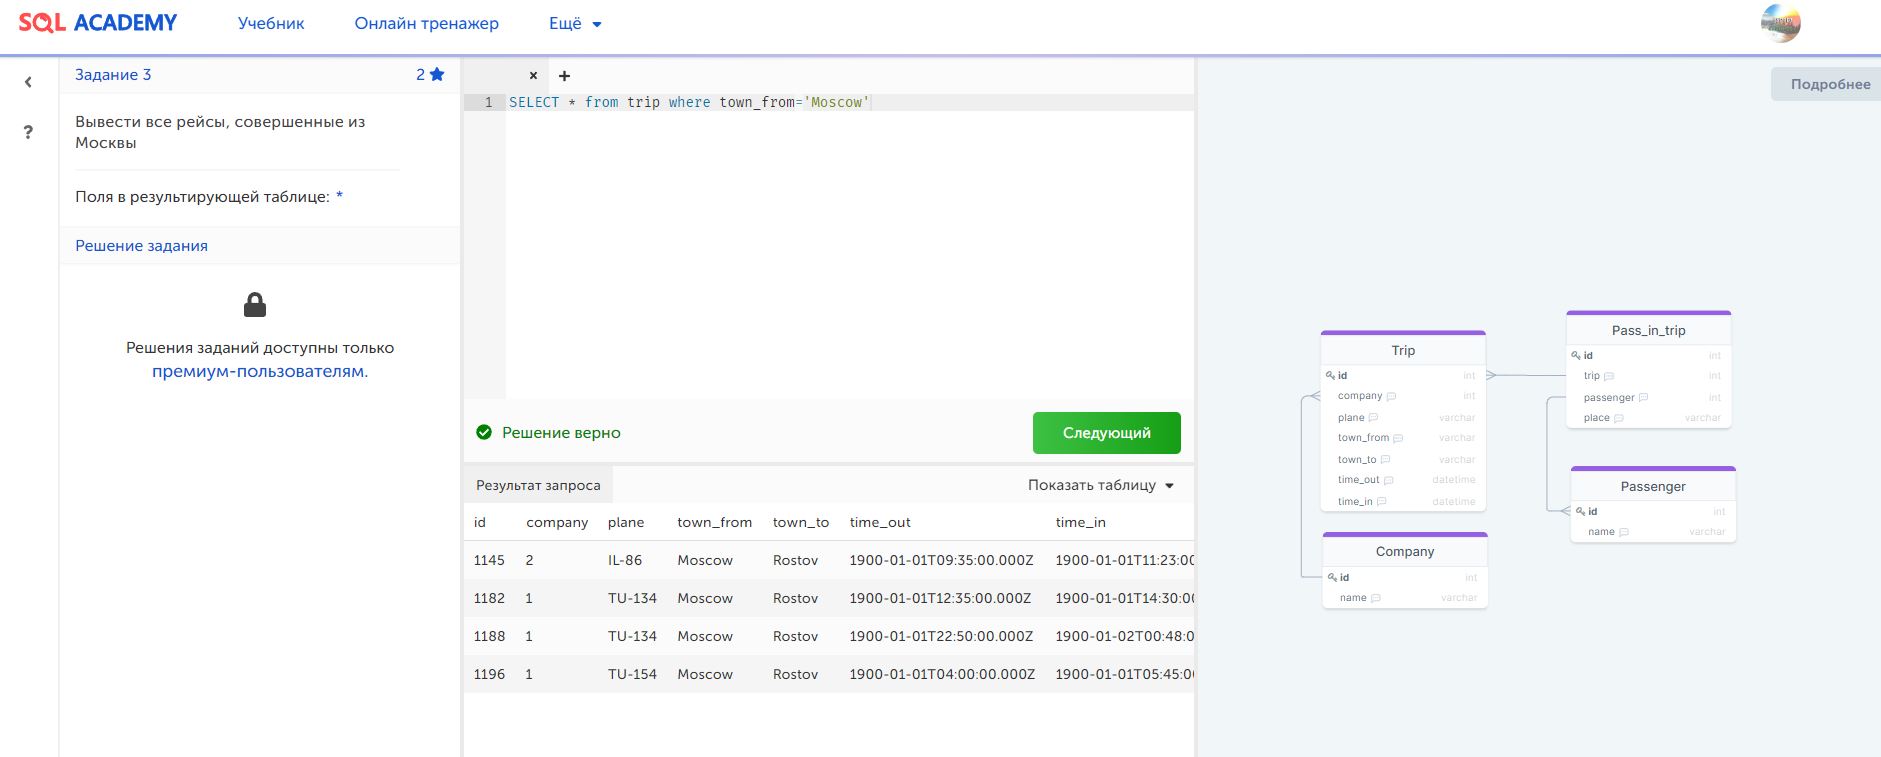 SQL ACADEMY
Учебник
Онлайн тренажер
Ещё
Задание 3
2
Вывести все рейсы, совершенные из
Москвы
Поля в результирующей таблице: *
Решение задания
Решения заданий доступны только
премиум-пользователям.
1 SELECT * from trip where town_from='Moscow'
Решение верно
Следующий
Результат запроса
Показать таблицу
id company plane town_from town_to time_out time_in
1145 2 IL-86 Moscow Rostov 1900-01-01T09:35:00.000Z 1900-01-01T11:23:00
1182 1 TU-134 Moscow Rostov 1900-01-01T12:35:00.000Z 1900-01-01T14:30:00
1188 1 TU-134 Moscow Rostov 1900-01-01T22:50:00.000Z 1900-01-02T00:48:0
1196 1 TU-154 Moscow Rostov 1900-01-01T04:00:00.000Z 1900-01-01T05:45:00
Подробнее
Trip
id int
company int
plane varchar
town_from varchar
town_to varchar
time_out datetime
time_in datetime
Company
id int
name varchar
Pass_in_trip
id int
trip int
passenger int
place varchar
Passenger
id int
name varchar